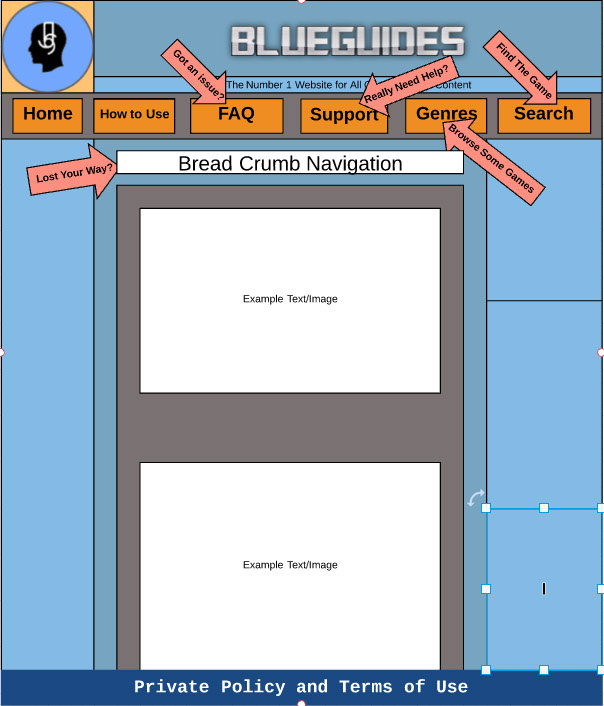 BLUEGUIDES
The Number 1 Website for All G Content
Got an issue?
Really Need Help?
Find The Game
Home
How to Use
FAQ
Support
Genres
Search
Browse Some Games
Lost Your Way?
Bread Crumb Navigation
Example Text/Image
Example Text/Image
Private Policy and Terms of Use